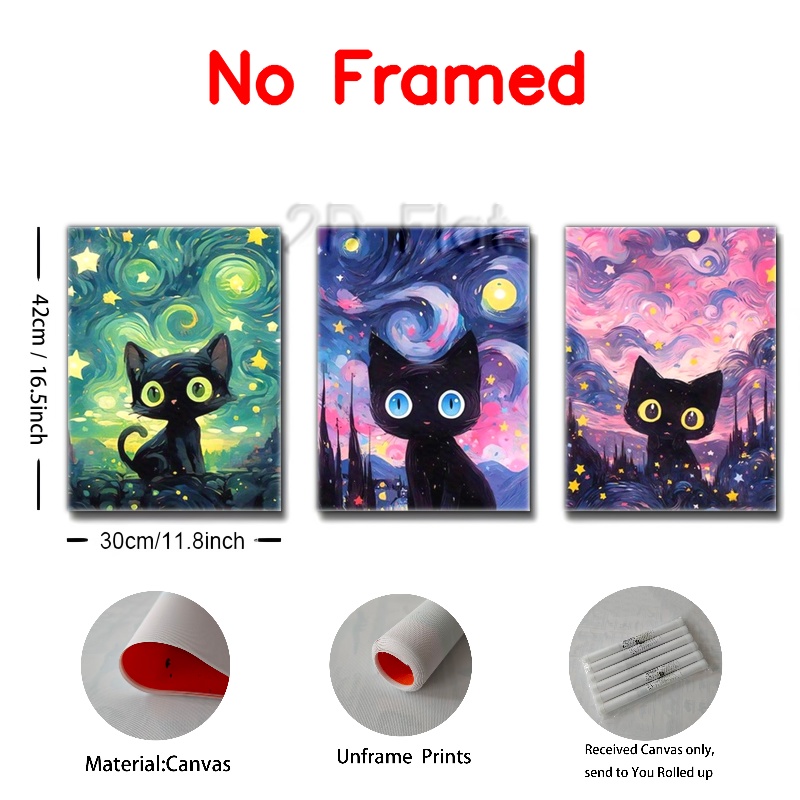 No Framed
2D Flat
42cm / 16.5inch
30cm/11.8inch
Material:Canvas
Unframe Prints
Received Canvas only,
send to You Rolled up